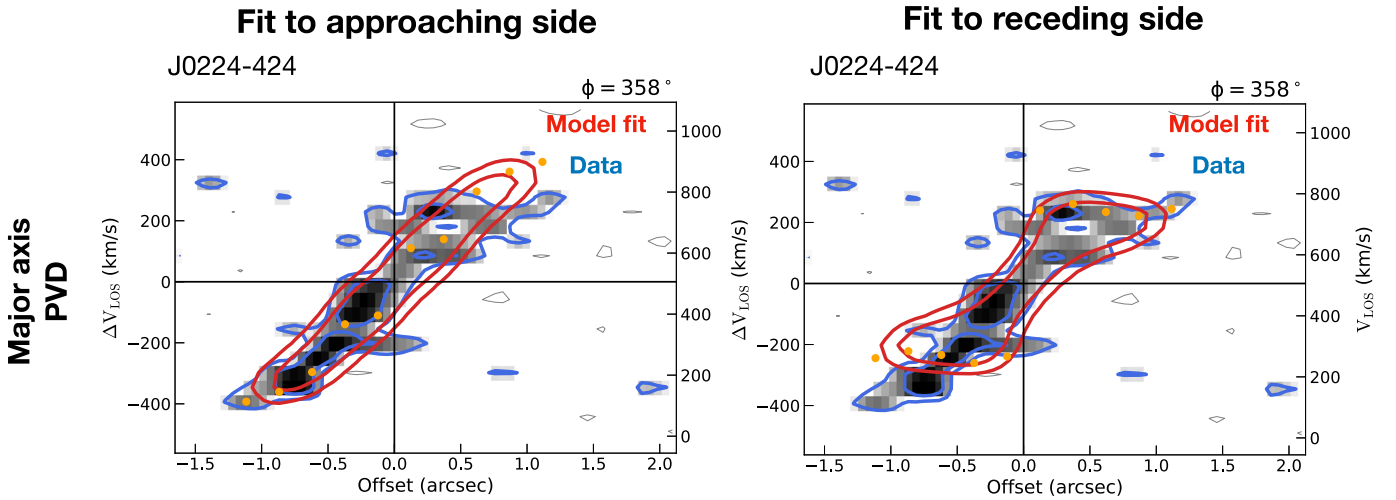 Fit to approaching side
Fit to receding side
J0224-424
J0224-424
ϕ = 358 °
ϕ = 358 °
Model fit
Data
Model fit
Data
Major axis
PVD
Δ V_LOS (km/s)
400
200
0
−200
−400
1000
800
600
400
200
0
−1.5 −1.0 −0.5 0.0 0.5 1.0 1.5 2.0
Offset (arcsec)
Δ V_LOS (km/s)
400
200
0
−200
−400
1000
800
600
400
200
0
V_LOS (km/s)
−1.5 −1.0 −0.5 0.0 0.5 1.0 1.5 2.0
Offset (arcsec)